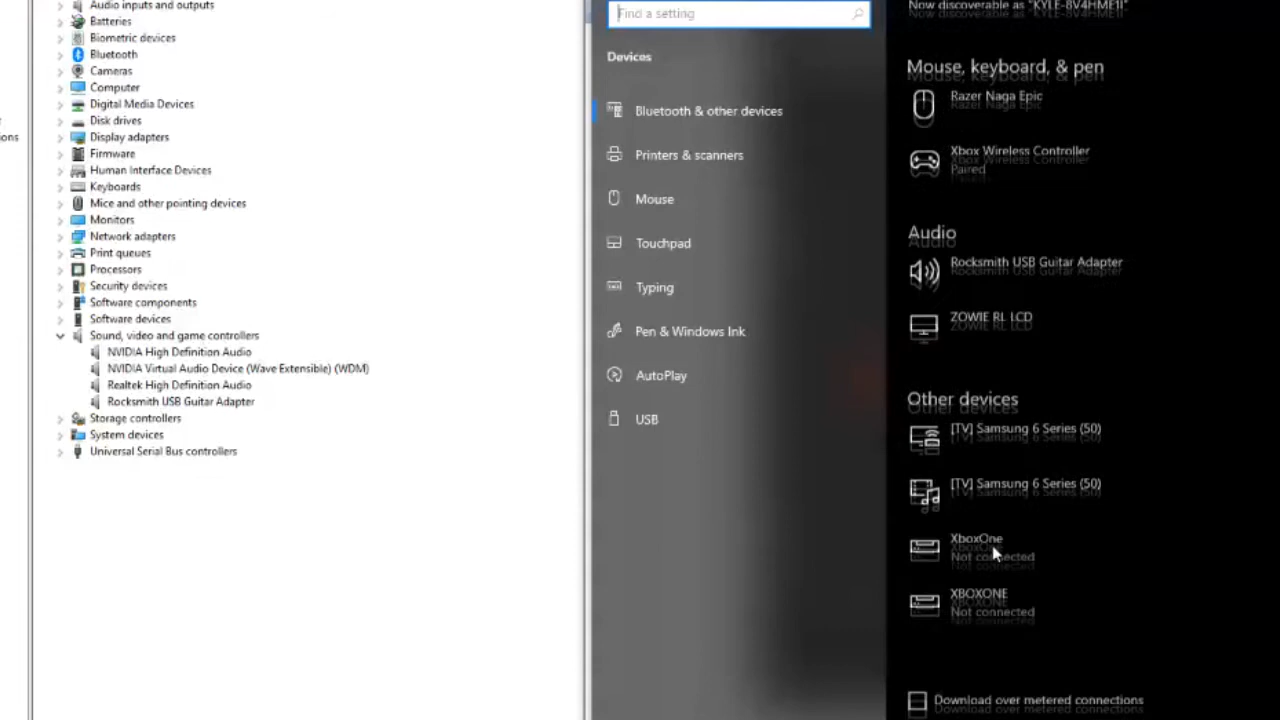 Audio inputs and outputs
Batteries
Biometric devices
Bluetooth
Cameras
Computer
Digital Media Devices
Disk drives
Display adapters
Firmware
Human Interface Devices
Keyboards
Mice and other pointing devices
Monitors
Network adapters
Print queues
Processors
Security devices
Software components
Software devices
Sound, video and game controllers
NVIDIA High Definition Audio
NVIDIA Virtual Audio Device (Wave Extensible) (WDM)
Realtek High Definition Audio
Rocksmith USB Guitar Adapter
Storage controllers
System devices
Universal Serial Bus controllers
ions
Find a setting
Devices
Bluetooth & other devices
Printers & scanners
Mouse
Touchpad
Typing
Pen & Windows Ink
AutoPlay
USB
Now discoverable as "KYLE-8V4HME1I"
Mouse, keyboard, & pen
Razer Naga Epic
Xbox Wireless Controller
Paired
Audio
Rocksmith USB Guitar Adapter
ZOWIE RL LCD
Other devices
[TV] Samsung 6 Series (50)
[TV] Samsung 6 Series (50)
XboxOne
Not connected
XBOXONE
Not connected
Download over metered connections